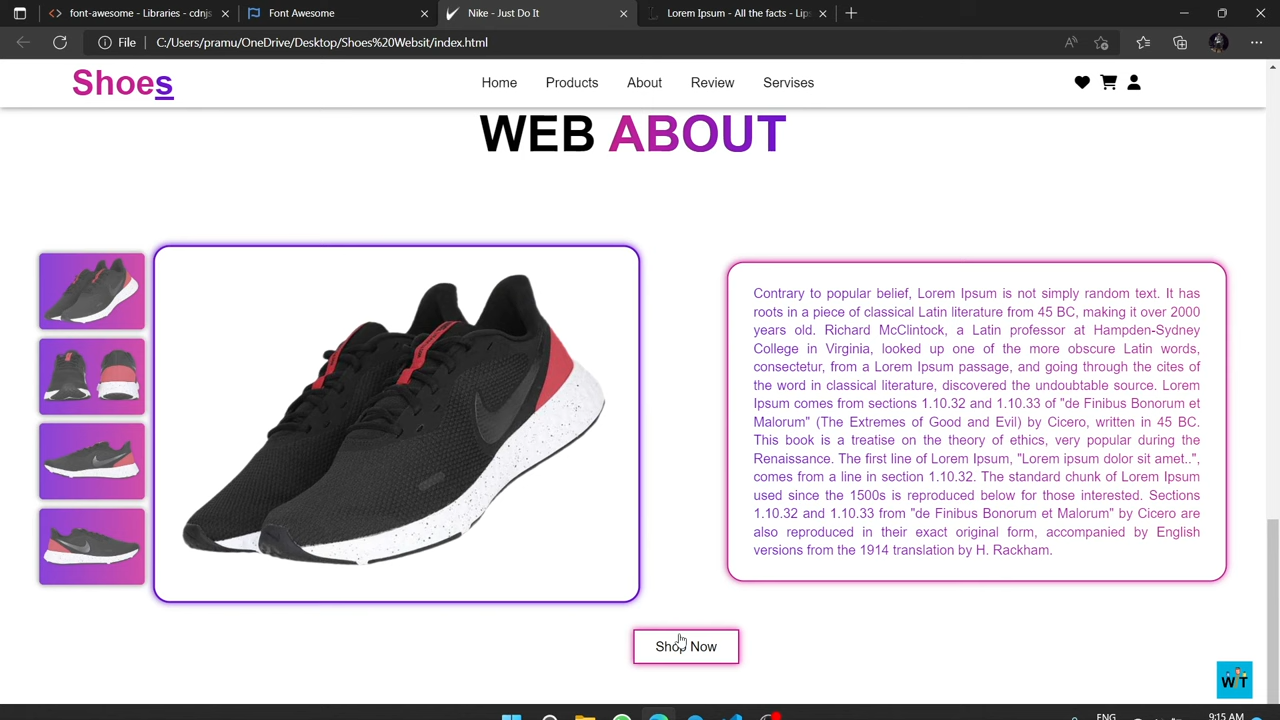 font-awesome - Libraries - cdnjs
Font Awesome
Nike - Just Do It
Lorem Ipsum - All the facts - Lips
File C:/Users/pramu/OneDrive/Desktop/Shoes%20Websit/index.html
Shoes
Home Products About Review Servises
WEB ABOUT
Contrary to popular belief, Lorem Ipsum is not simply random text. It has
roots in a piece of classical Latin literature from 45 BC, making it over 2000
years old. Richard McClintock, a Latin professor at Hampden-Sydney
College in Virginia, looked up one of the more obscure Latin words,
consectetur, from a Lorem Ipsum passage, and going through the cites of
the word in classical literature, discovered the undoubtable source. Lorem
Ipsum comes from sections 1.10.32 and 1.10.33 of "de Finibus Bonorum et
Malorum" (The Extremes of Good and Evil) by Cicero, written in 45 BC.
This book is a treatise on the theory of ethics, very popular during the
Renaissance. The first line of Lorem Ipsum, "Lorem ipsum dolor sit amet..",
comes from a line in section 1.10.32. The standard chunk of Lorem Ipsum
used since the 1500s is reproduced below for those interested. Sections
1.10.32 and 1.10.33 from "de Finibus Bonorum et Malorum" by Cicero are
also reproduced in their exact original form, accompanied by English
versions from the 1914 translation by H. Rackham.
Shop Now
WT
ENG
9:15 AM